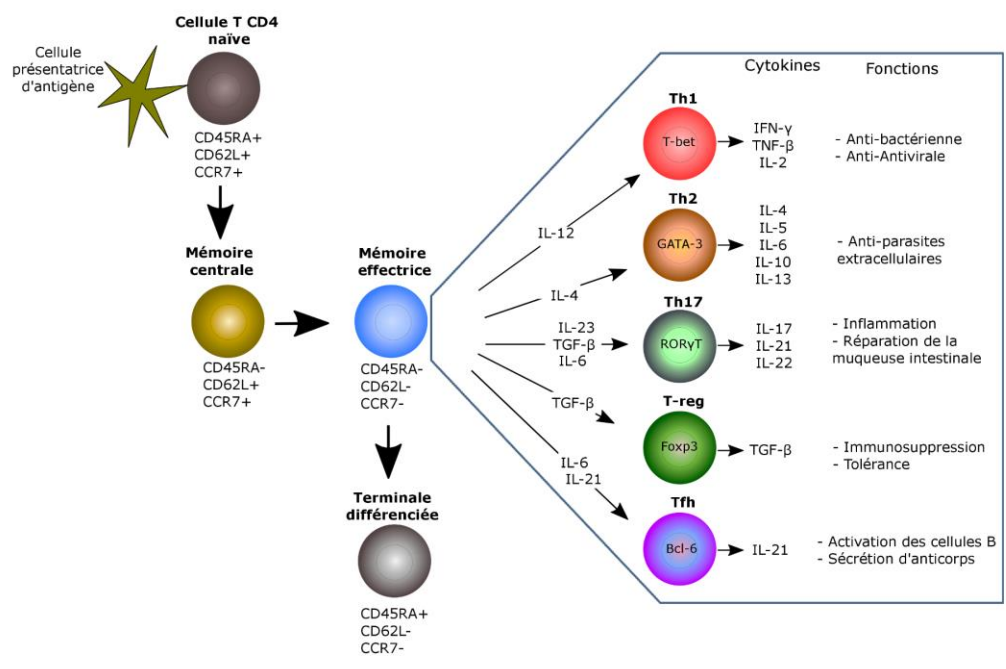 Cellule T CD4
naïve
Cellule
présentatrice
d'antigène
CD45RA+
CD62L+
CCR7+
Mémoire
centrale
CD45RA-
CD62L+
CCR7+
Mémoire
effectrice
CD45RA-
CD62L-
CCR7-
Terminale
différenciée
CD45RA+
CD62L-
CCR7-
Cytokines
Fonctions
IL-12
Th1
T-bet
IFN-γ
TNF-β
IL-2
- Anti-bactérienne
- Anti-Antivirale
IL-4
Th2
GATA-3
IL-4
IL-5
IL-6
IL-10
IL-13
- Anti-parasites
extracellulaires
IL-23
TGF-β
IL-6
Th17
RORγT
IL-17
IL-21
IL-22
- Inflammation
- Réparation de la
muqueuse intestinale
TGF-β
T-reg
Foxp3
TGF-β
- Immunosuppression
- Tolérance
IL-6
IL-21
Tfh
Bcl-6
IL-21
- Activation des cellules B
- Sécrétion d'anticorps